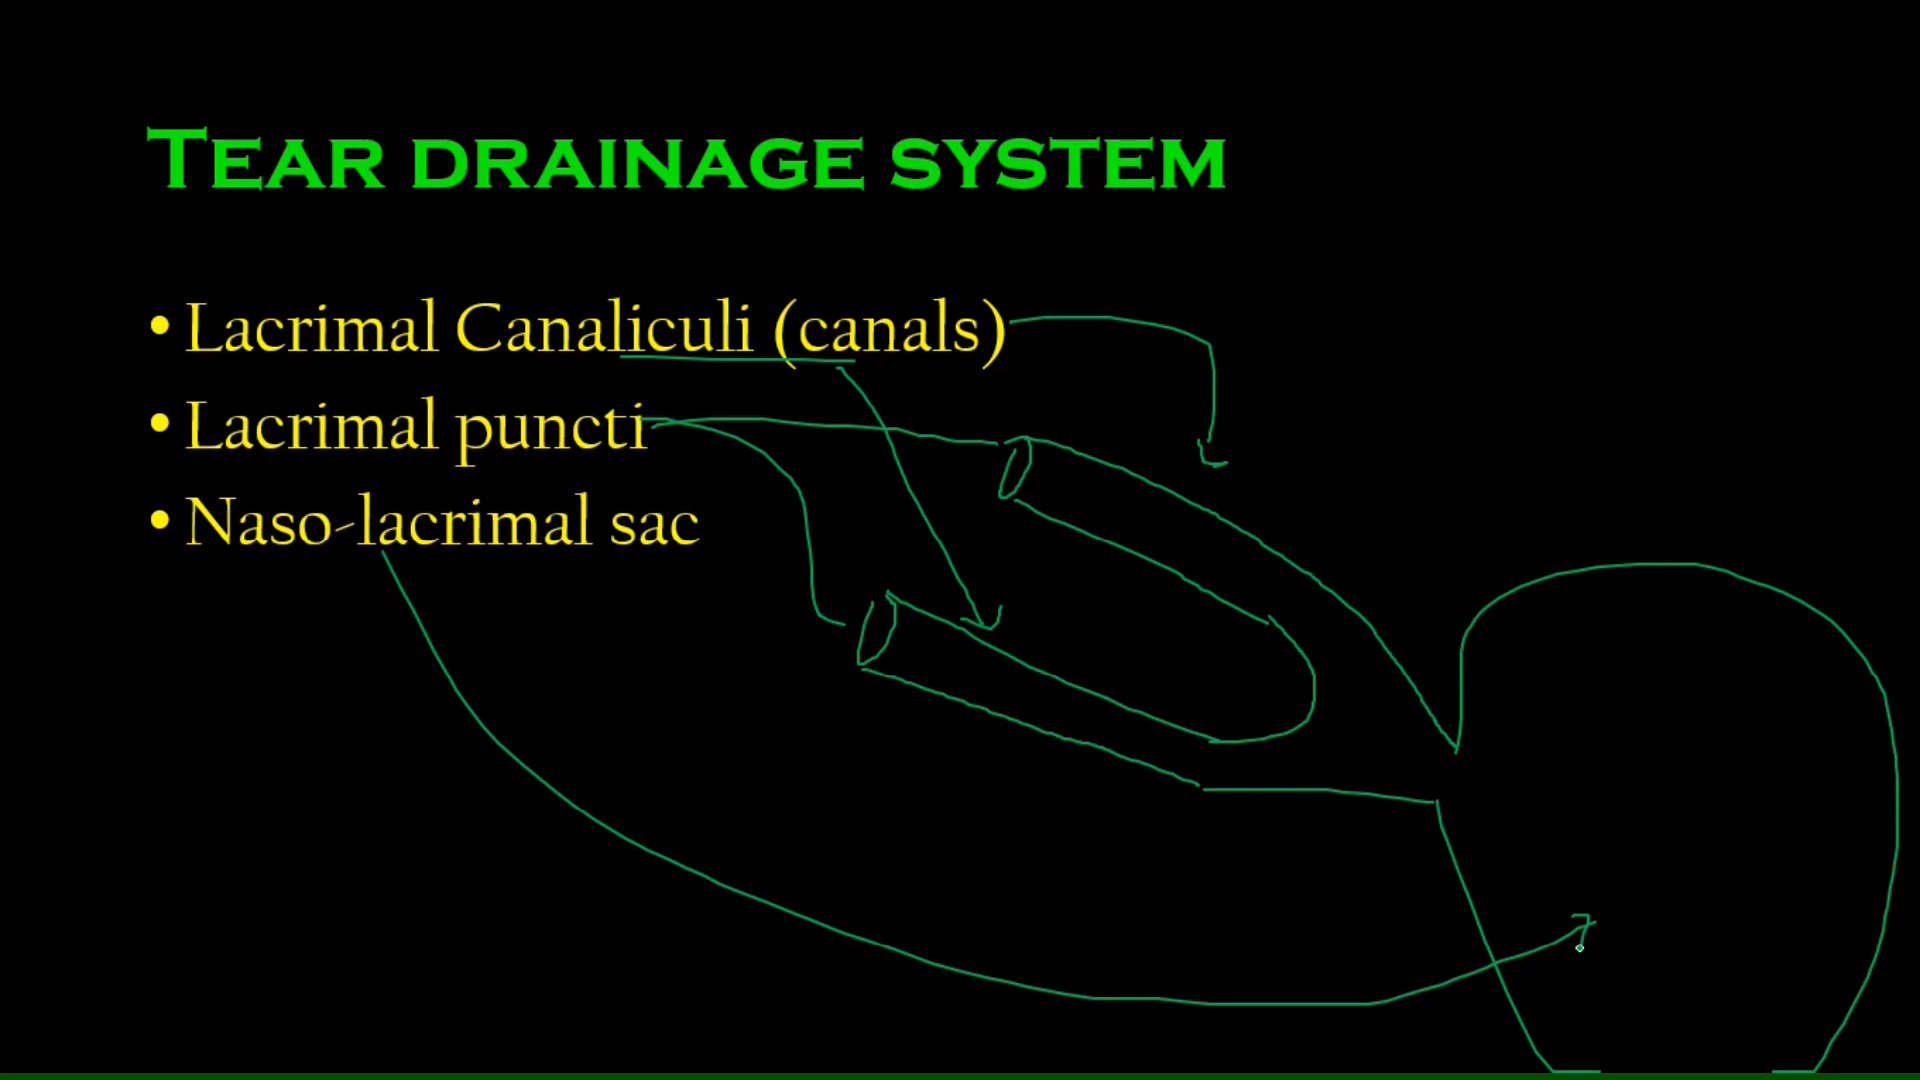 TEAR DRAINAGE SYSTEM
• Lacrimal Canaliculi (canals)
• Lacrimal puncti
• Naso-lacrimal sac